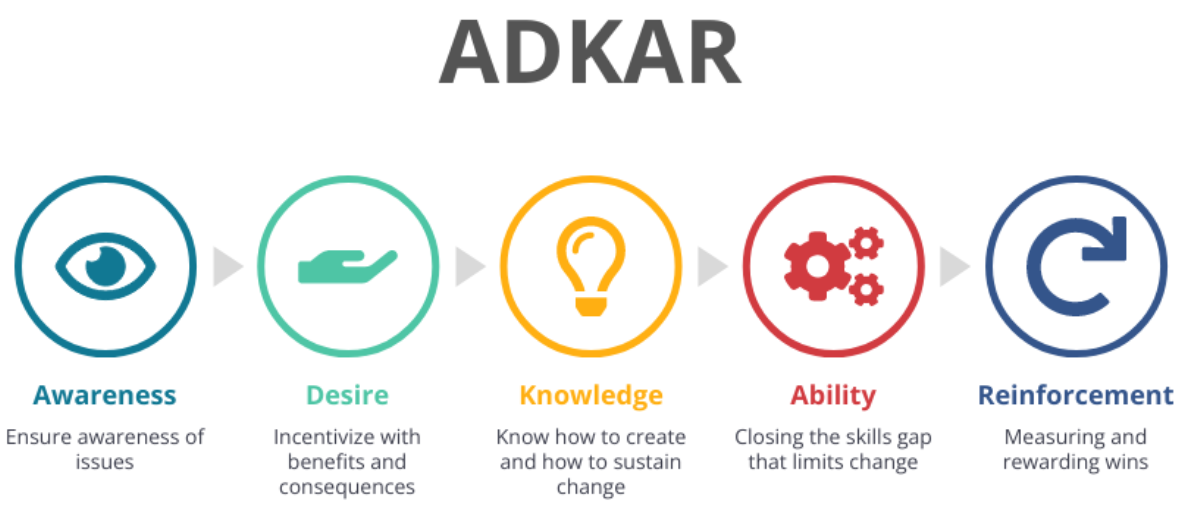 ADKAR
Awareness
Ensure awareness of
issues
Desire
Incentivize with
benefits and
consequences
Knowledge
Know how to create
and how to sustain
change
Ability
Closing the skills gap
that limits change
Reinforcement
Measuring and
rewarding wins